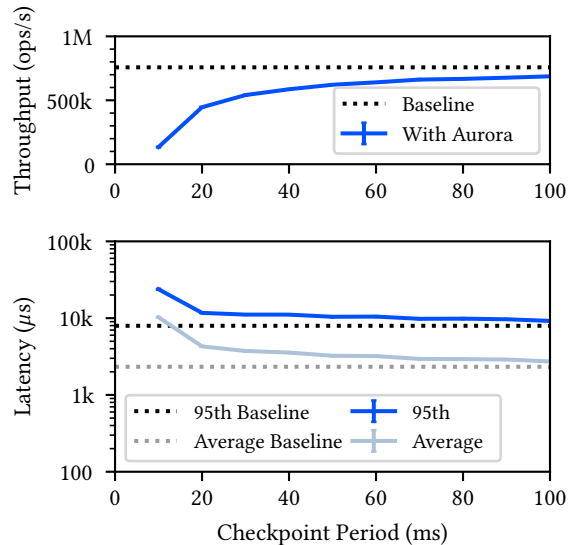 Throughput (ops/s)
1M
500k
0
Baseline
With Aurora
0 20 40 60 80 100
Latency (μs)
100k
10k
1k
100
95th Baseline 95th
Average Baseline Average
0 20 40 60 80 100
Checkpoint Period (ms)